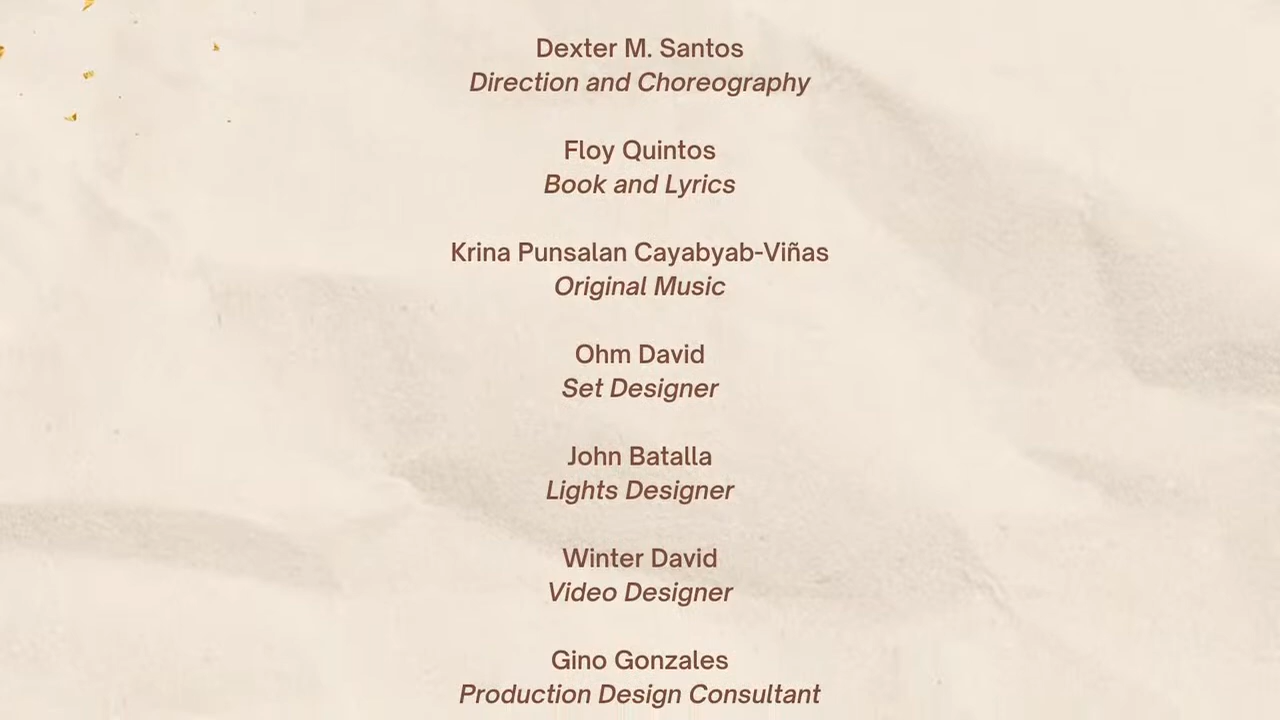 Dexter M. Santos
Direction and Choreography
Floy Quintos
Book and Lyrics
Krina Punsalan Cayabyab-Viñas
Original Music
Ohm David
Set Designer
John Batalla
Lights Designer
Winter David
Video Designer
Gino Gonzales
Production Design Consultant